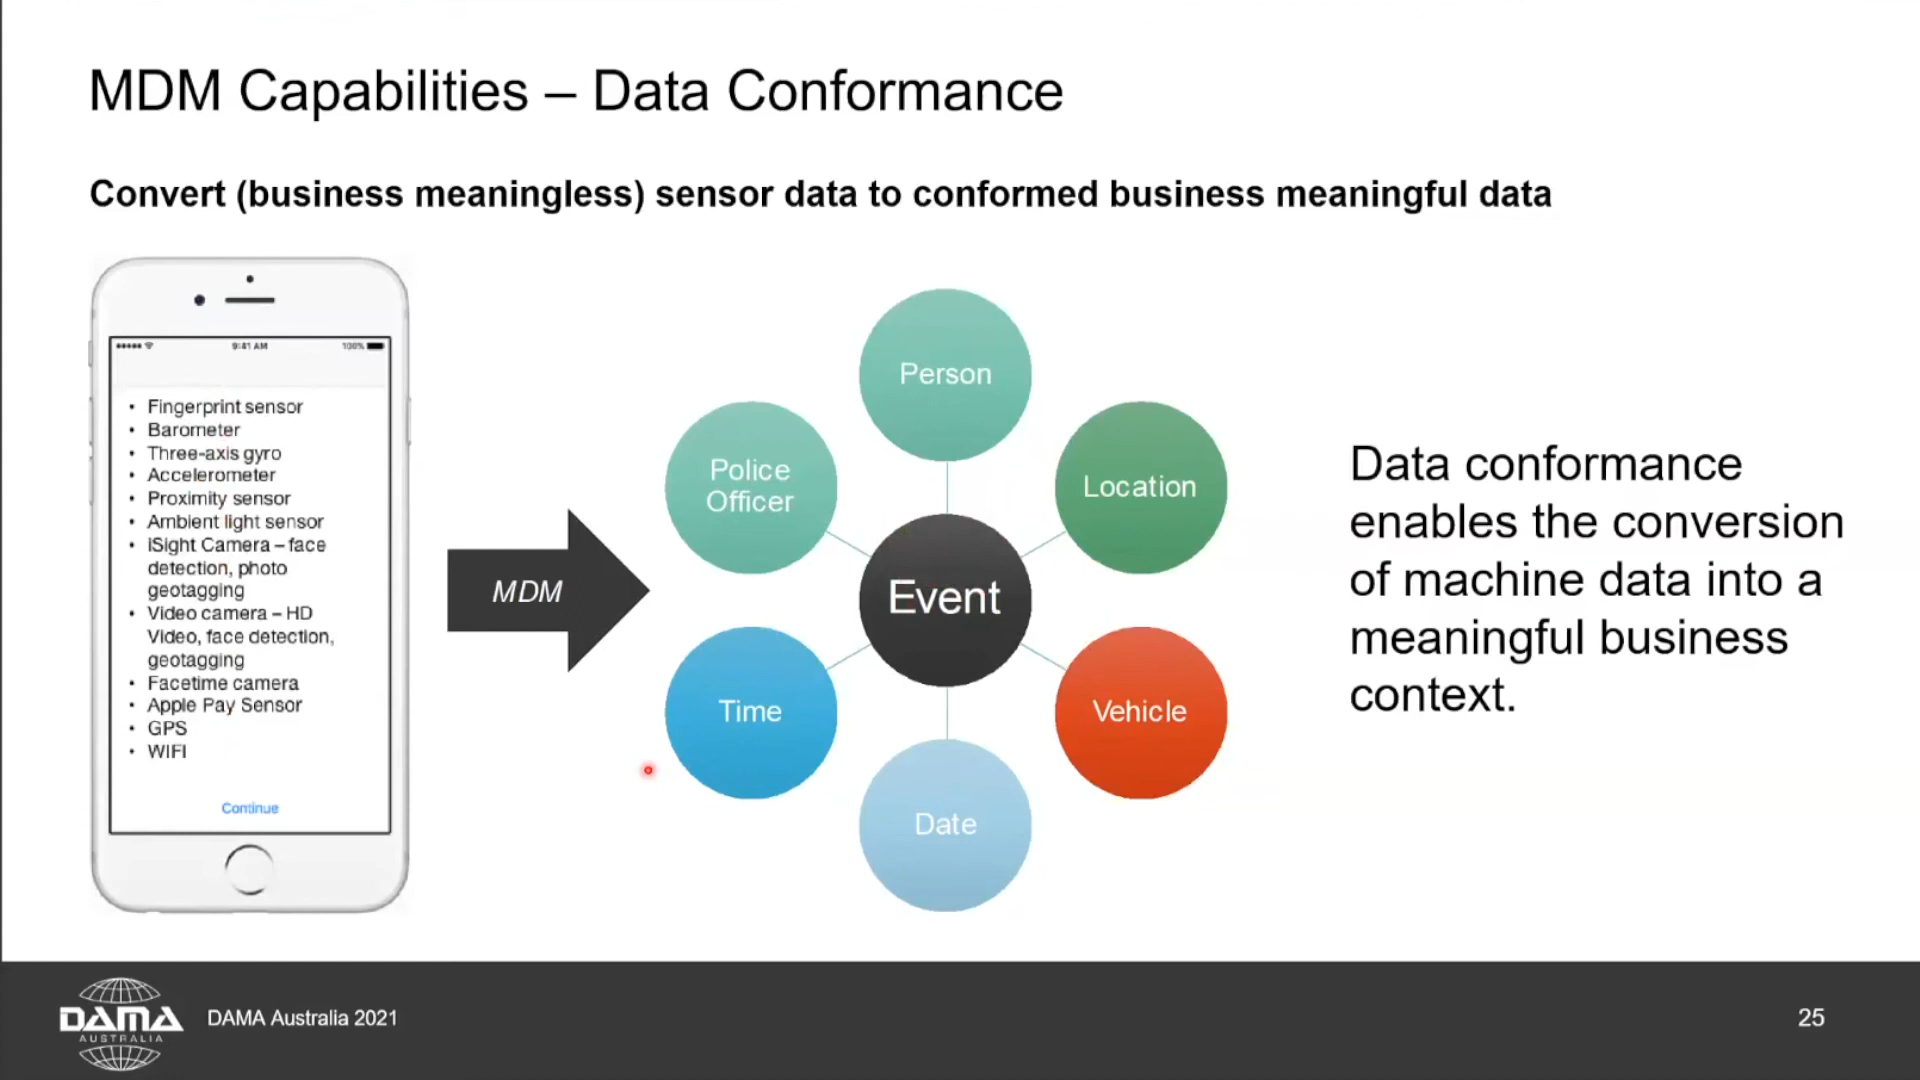 MDM Capabilities – Data Conformance
Convert (business meaningless) sensor data to conformed business meaningful data
9:41 AM
100%
• Fingerprint sensor
• Barometer
• Three-axis gyro
• Accelerometer
• Proximity sensor
• Ambient light sensor
• iSight Camera – face
detection, photo
geotagging
• Video camera – HD
Video, face detection,
geotagging
• Facetime camera
• Apple Pay Sensor
• GPS
• WIFI
Continue
MDM
Person
Police
Officer
Location
Event
Time
Vehicle
Date
Data conformance
enables the conversion
of machine data into a
meaningful business
context.
DAMA
AUSTRALIA
DAMA Australia 2021
25